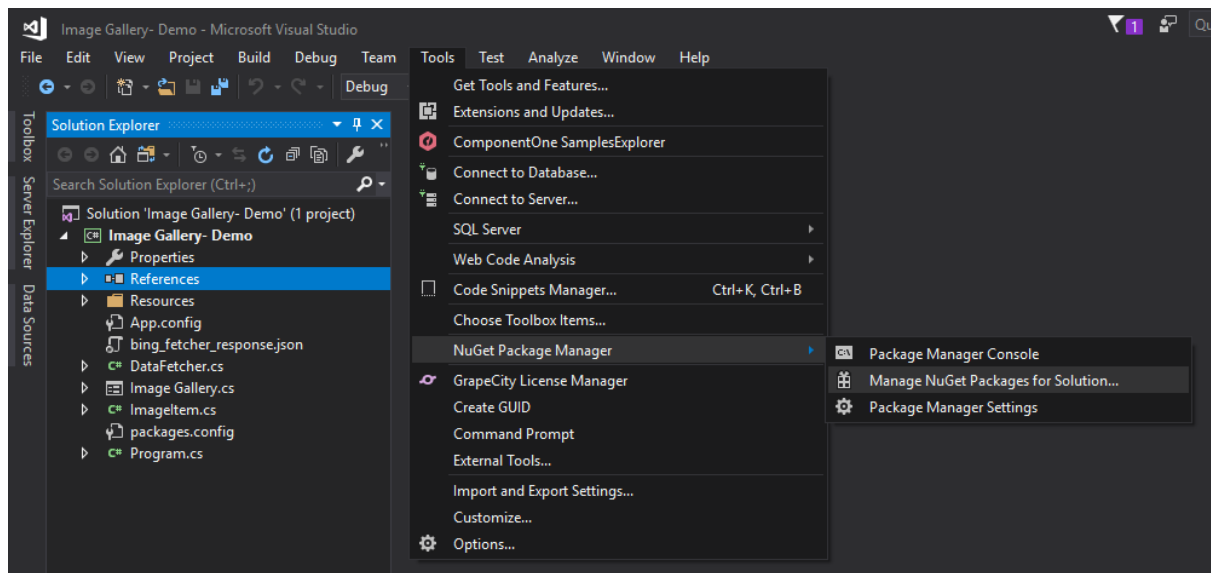 Image Gallery- Demo - Microsoft Visual Studio
1
Qu
File Edit View Project Build Debug Team Tools Test Analyze Window Help
Debug
Toolbox
Server Explorer
Data Sources
Solution Explorer
Search Solution Explorer (Ctrl+;)
Solution 'Image Gallery- Demo' (1 project)
C# Image Gallery- Demo
Properties
References
Resources
App.config
bing_fetcher_response.json
C# DataFetcher.cs
Image Gallery.cs
C# ImageItem.cs
packages.config
C# Program.cs
Get Tools and Features...
Extensions and Updates...
ComponentOne SamplesExplorer
Connect to Database...
Connect to Server...
SQL Server
Web Code Analysis
Code Snippets Manager... Ctrl+K, Ctrl+B
Choose Toolbox Items...
NuGet Package Manager
GrapeCity License Manager
Create GUID
Command Prompt
External Tools...
Import and Export Settings...
Customize...
Options...
C:\ Package Manager Console
Manage NuGet Packages for Solution...
Package Manager Settings